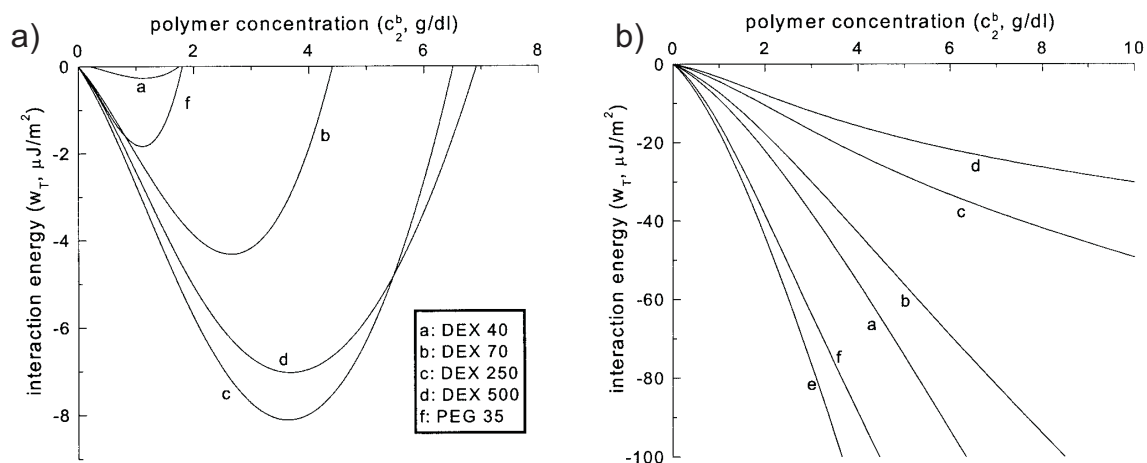 a)
polymer concentration (c₂ᵇ, g/dl)
0 2 4 6 8
interaction energy (w_T, μJ/m²)
0
-2
-4
-6
-8
a
f
b
d
c
a: DEX 40
b: DEX 70
c: DEX 250
d: DEX 500
f: PEG 35
b)
polymer concentration (c₂ᵇ, g/dl)
0 2 4 6 8 10
interaction energy (w_T, μJ/m²)
0
-20
-40
-60
-80
-100
d
c
b
a
f
e